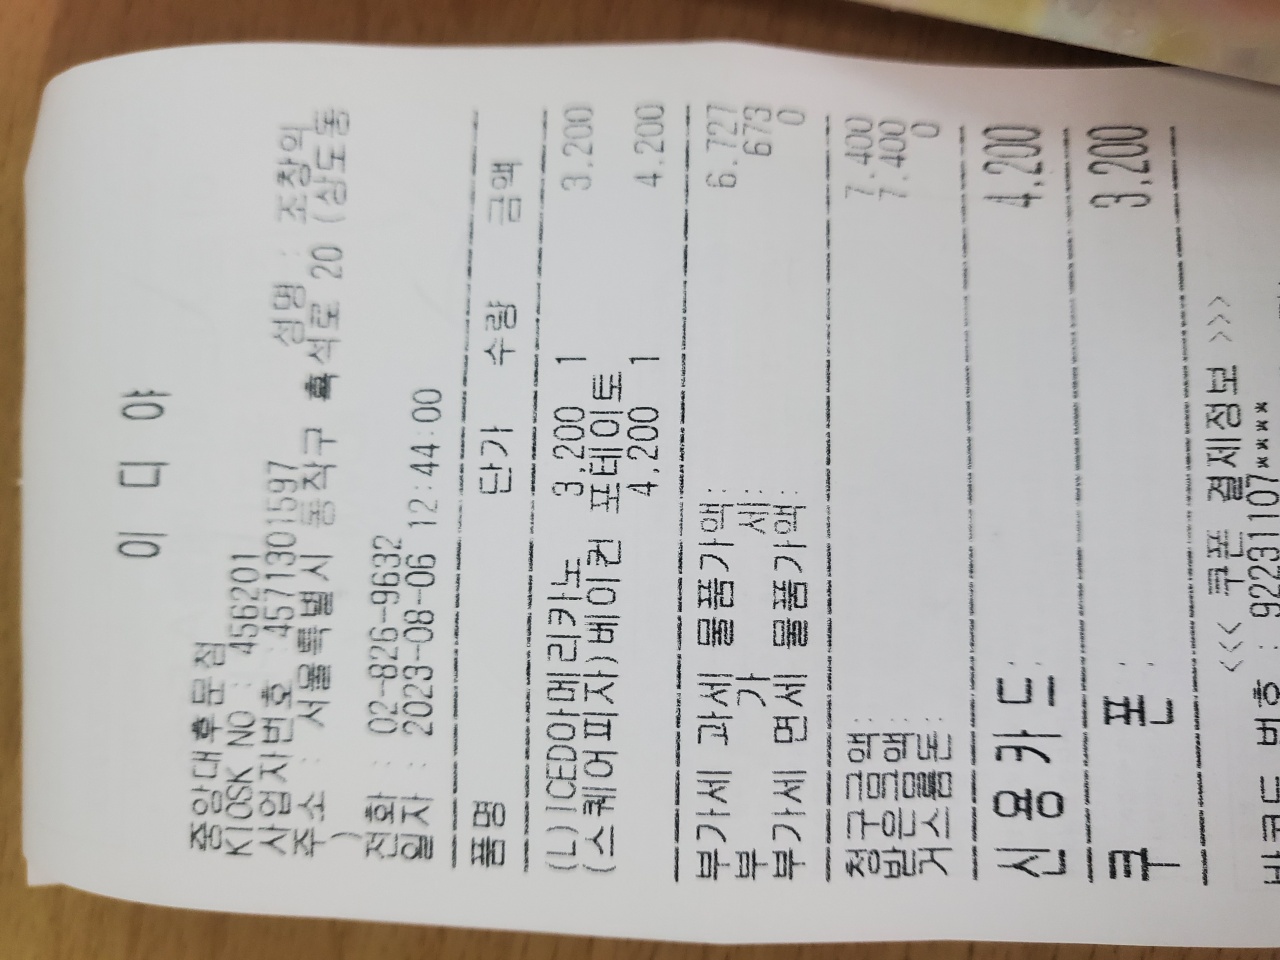 이 디 야
중앙대후문점
KIOSK NO : 456201
사업자번호 :4571301597 성명 : 조창의
주소 : 서울특별시 동작구 흑석로 20 (상도동
)
전화 : 02-826-9632
일자 : 2023-08-06 12:44:00
품명 단가 수량 금액
(L)ICED아메리카노 3,200 1 3,200
(스퀘어피자)베이컨 포테이토
4,200 1 4,200
부가세 과세 물품가액: 6,727
부 가 세: 673
부가세 면세 물품가액: 0
청구금액: 7,400
받은금액: 7,400
거스름돈: 0
신용카드: 4,200
쿠 폰: 3,200
<<< 쿠폰 결제정보 >>>
바코드 번호 : 92231107****